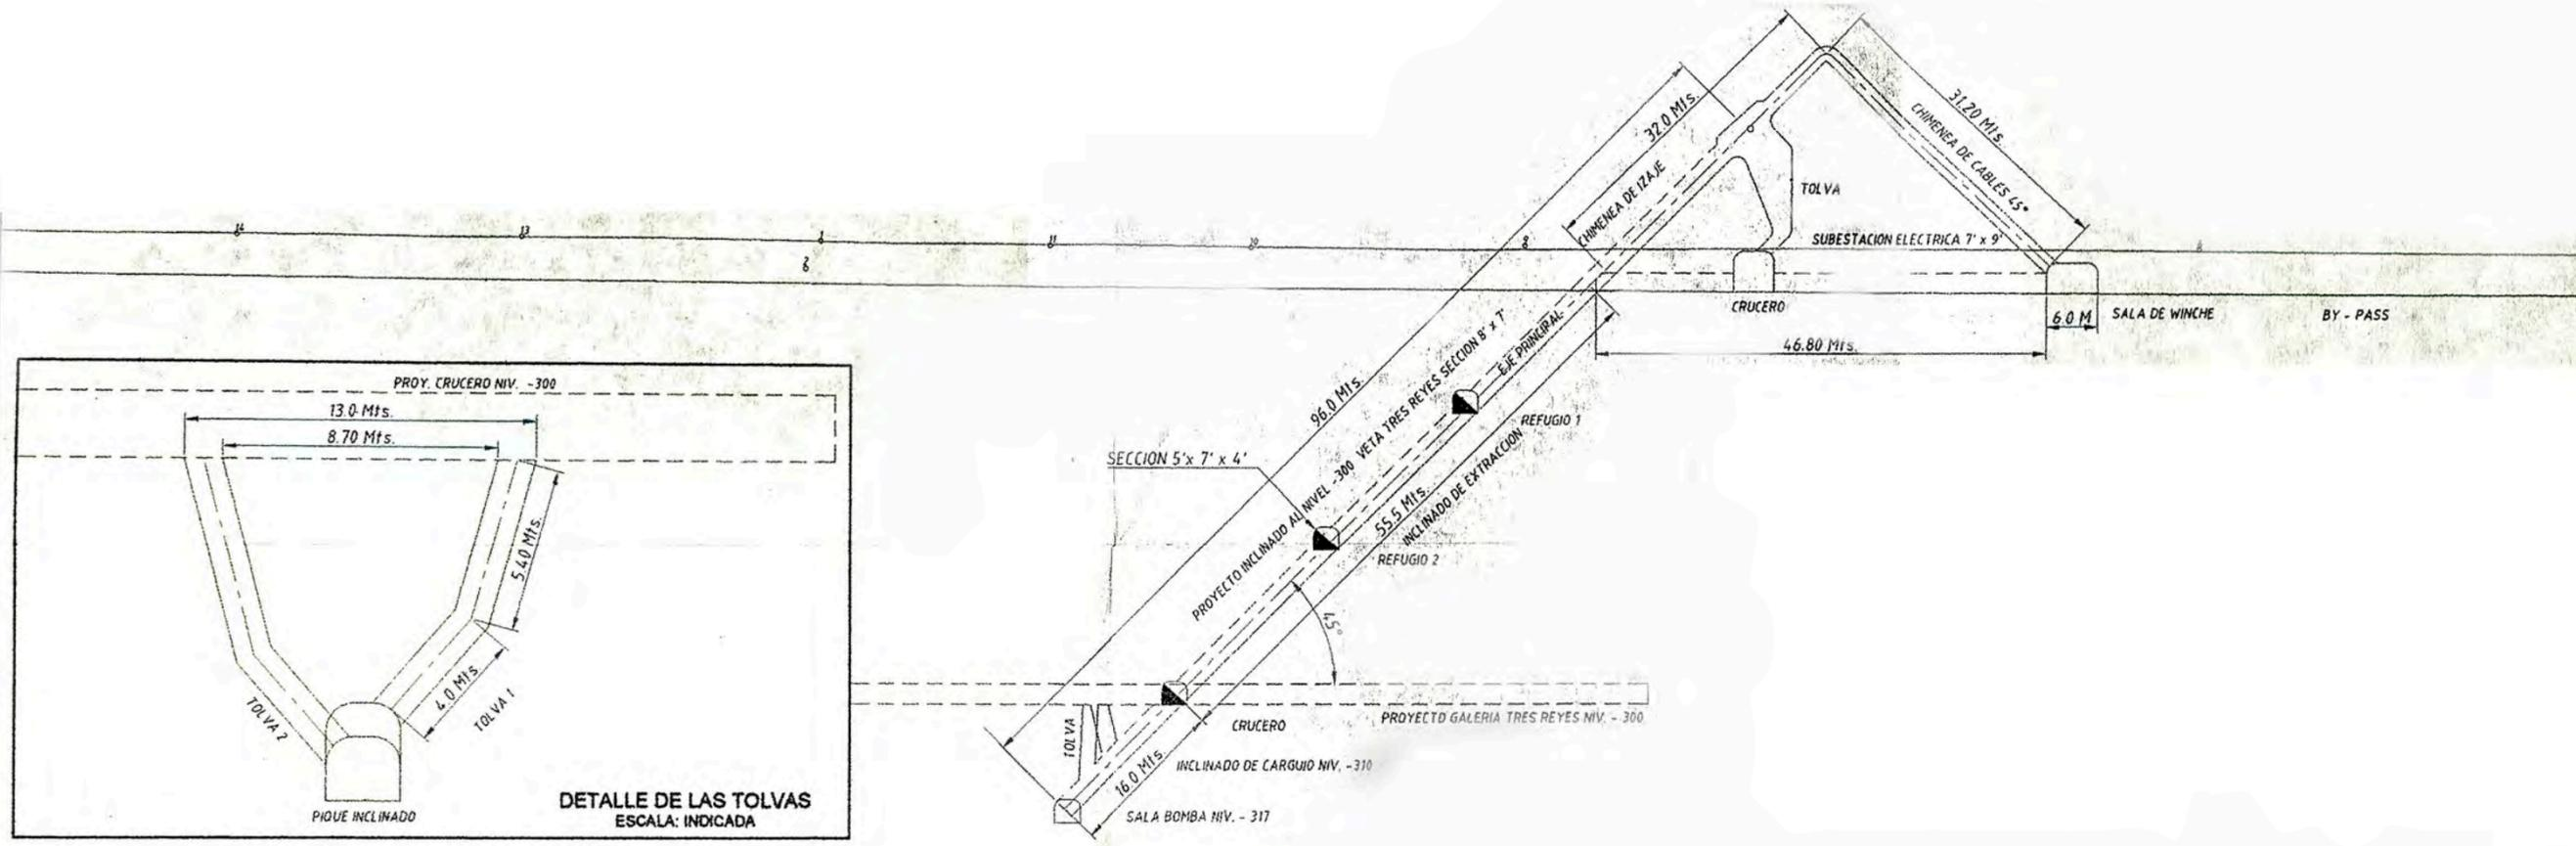 32.0 Mts.
CHIMENEA DE IZAJE
31.20 Mts.
CHIMENEA DE CABLES 45°
TOLVA
14
13
11
8
SUBESTACION ELECTRICA 7' x 9'
CRUCERO
6.0 M
SALA DE WINCHE
BY - PASS
46.80 Mts.
96.0 Mts.
PROYECTO INCLINADO AL NIVEL -300 VETA TRES REYES SECCION 8' x 7'
EJE PRINCIPAL
REFUGIO 1
SECCION 5' x 7' x 4'
55.5 Mts.
INCLINADO DE EXTRACCION
REFUGIO 2
45°
CRUCERO
PROYECTO GALERIA TRES REYES NIV. - 300
TOLVA
16.0 Mts.
INCLINADO DE CARGUIO NIV. -310
SALA BOMBA NIV. - 317
PROY. CRUCERO NIV. -300
13.0 Mts.
8.70 Mts.
5.40 Mts.
4.0 Mts.
TOLVA 1
TOLVA 2
PIQUE INCLINADO
DETALLE DE LAS TOLVAS
ESCALA: INDICADA